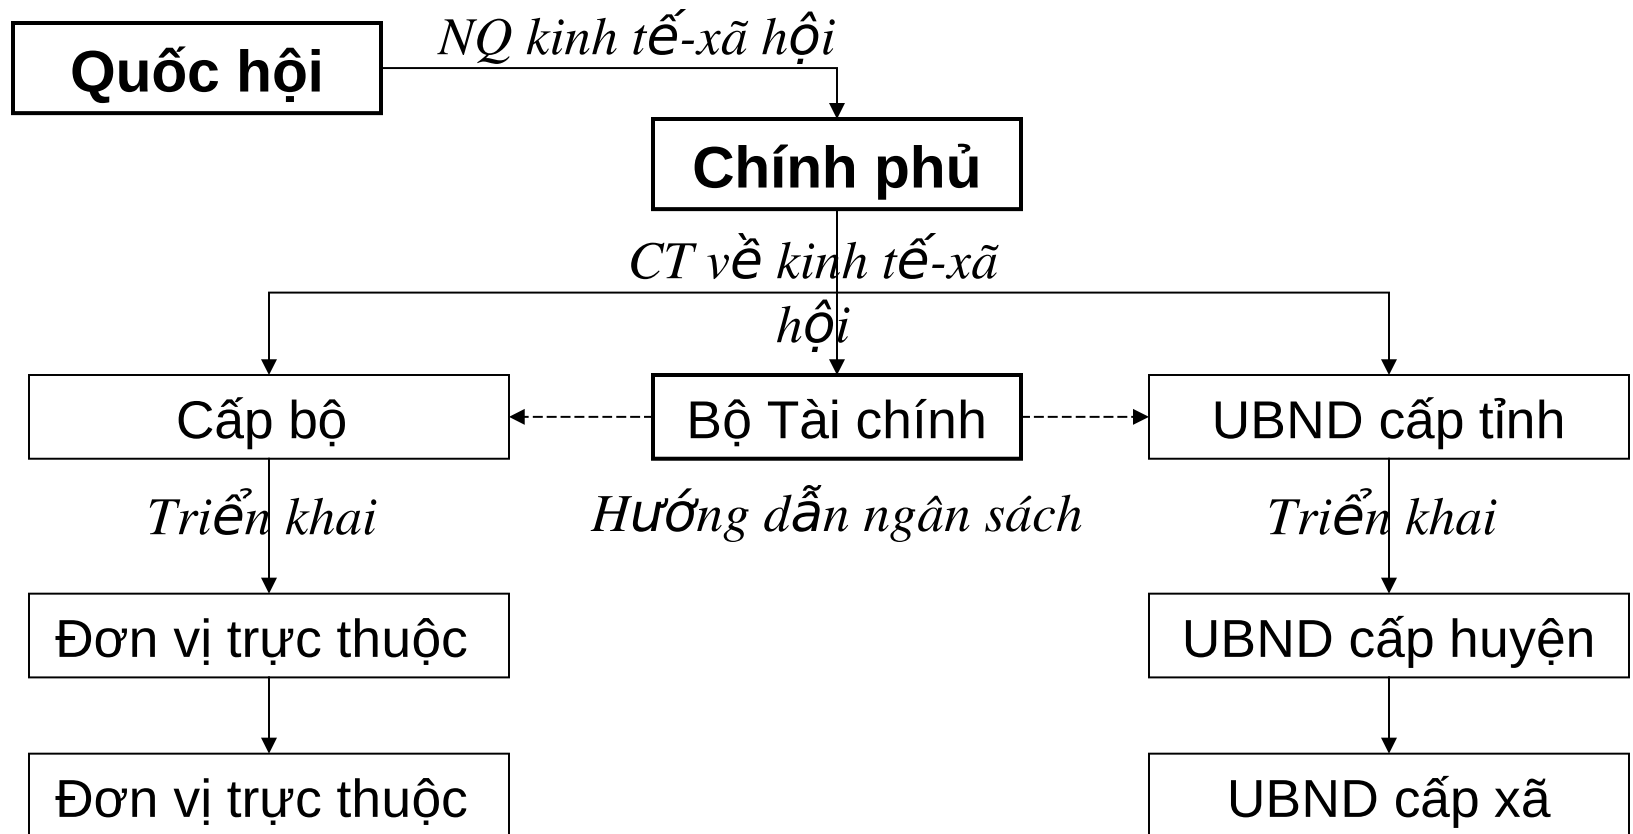 NQ kinh tế-xã hội
Quốc hội
Chính phủ
CT về kinh tế-xã
hội
Cấp bộ
Bộ Tài chính
UBND cấp tỉnh
Triển khai
Hướng dẫn ngân sách
Triển khai
Đơn vị trực thuộc
UBND cấp huyện
Đơn vị trực thuộc
UBND cấp xã